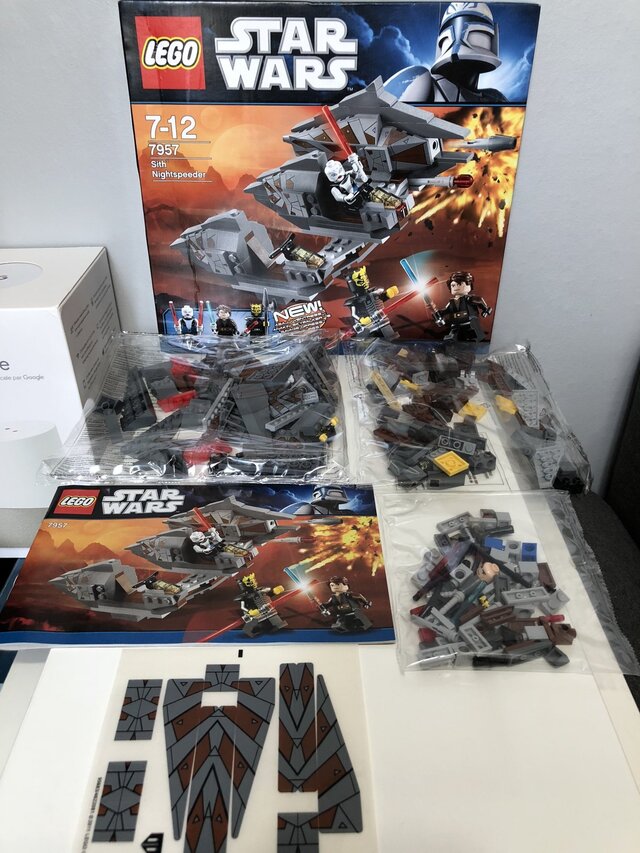 LEGO
STAR
WARS
7-12
7957
Sith
Nightspeeder
NEW!
e
LEGO
STAR
WARS
7957